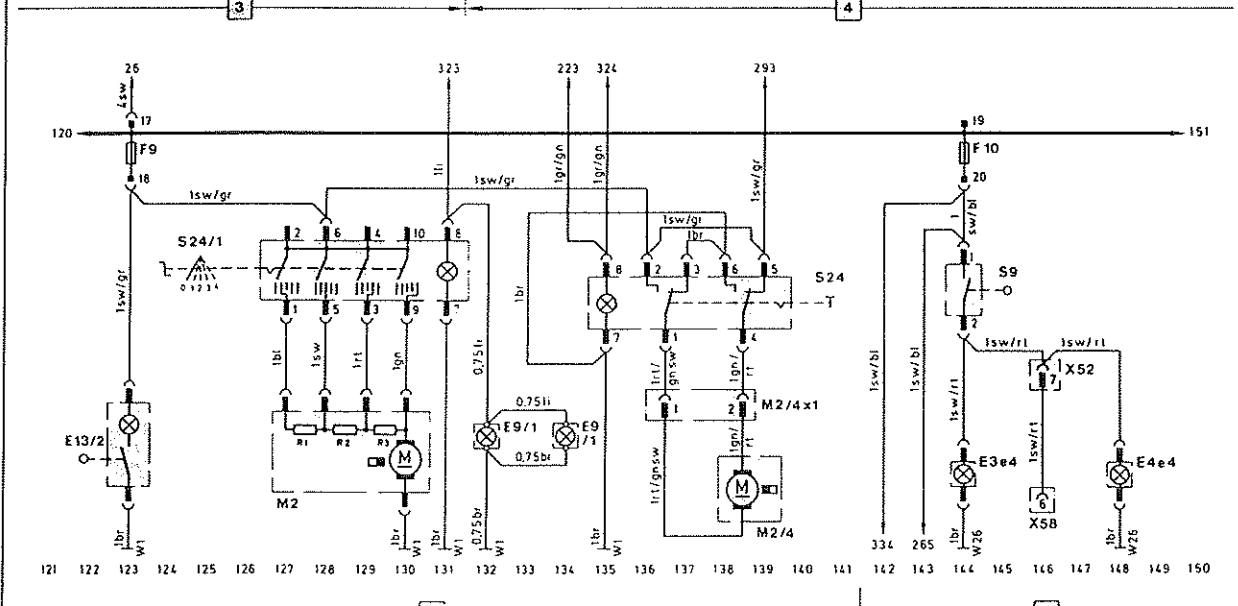 3 4
26 323 223 324 293
4sw
17 19
120 151
F9 F10
18 20
1li 1gr/gn 1gr/gn 1sw/gr
1sw/gr 1sw/gr 1 sw/bl
1sw/gr 1br
S24/1 2 6 4 10 8
8 2 3 6 5 S24
1 S9
0 1 2 3 4
1sw/gr 1br
1 5 3 9 7
7 1 4
2
1bl 1sw 1rt 1gn 0,75li
1rt/gnsw 1gn/rt
1sw/bl 1sw/bl 1sw/rt 1sw/rt 1sw/rt
X52
7
1 2 M2/4x1
0,75li
E13/2 R1 R2 R3 E9/1 E9/1
M
0,75br
1rt/gnsw 1gn/rt
1sw/rt
E3e4 E4e4
M
M2
6
X58
M2/4
0,75br
334 265
1br W1 1br W1 1br W1 W1 1br W1 1br W26 1br W26
121 122 123 124 125 126 127 128 129 130 131 132 133 134 135 136 137 138 139 140 141 142 143 144 145 146 147 148 149 150